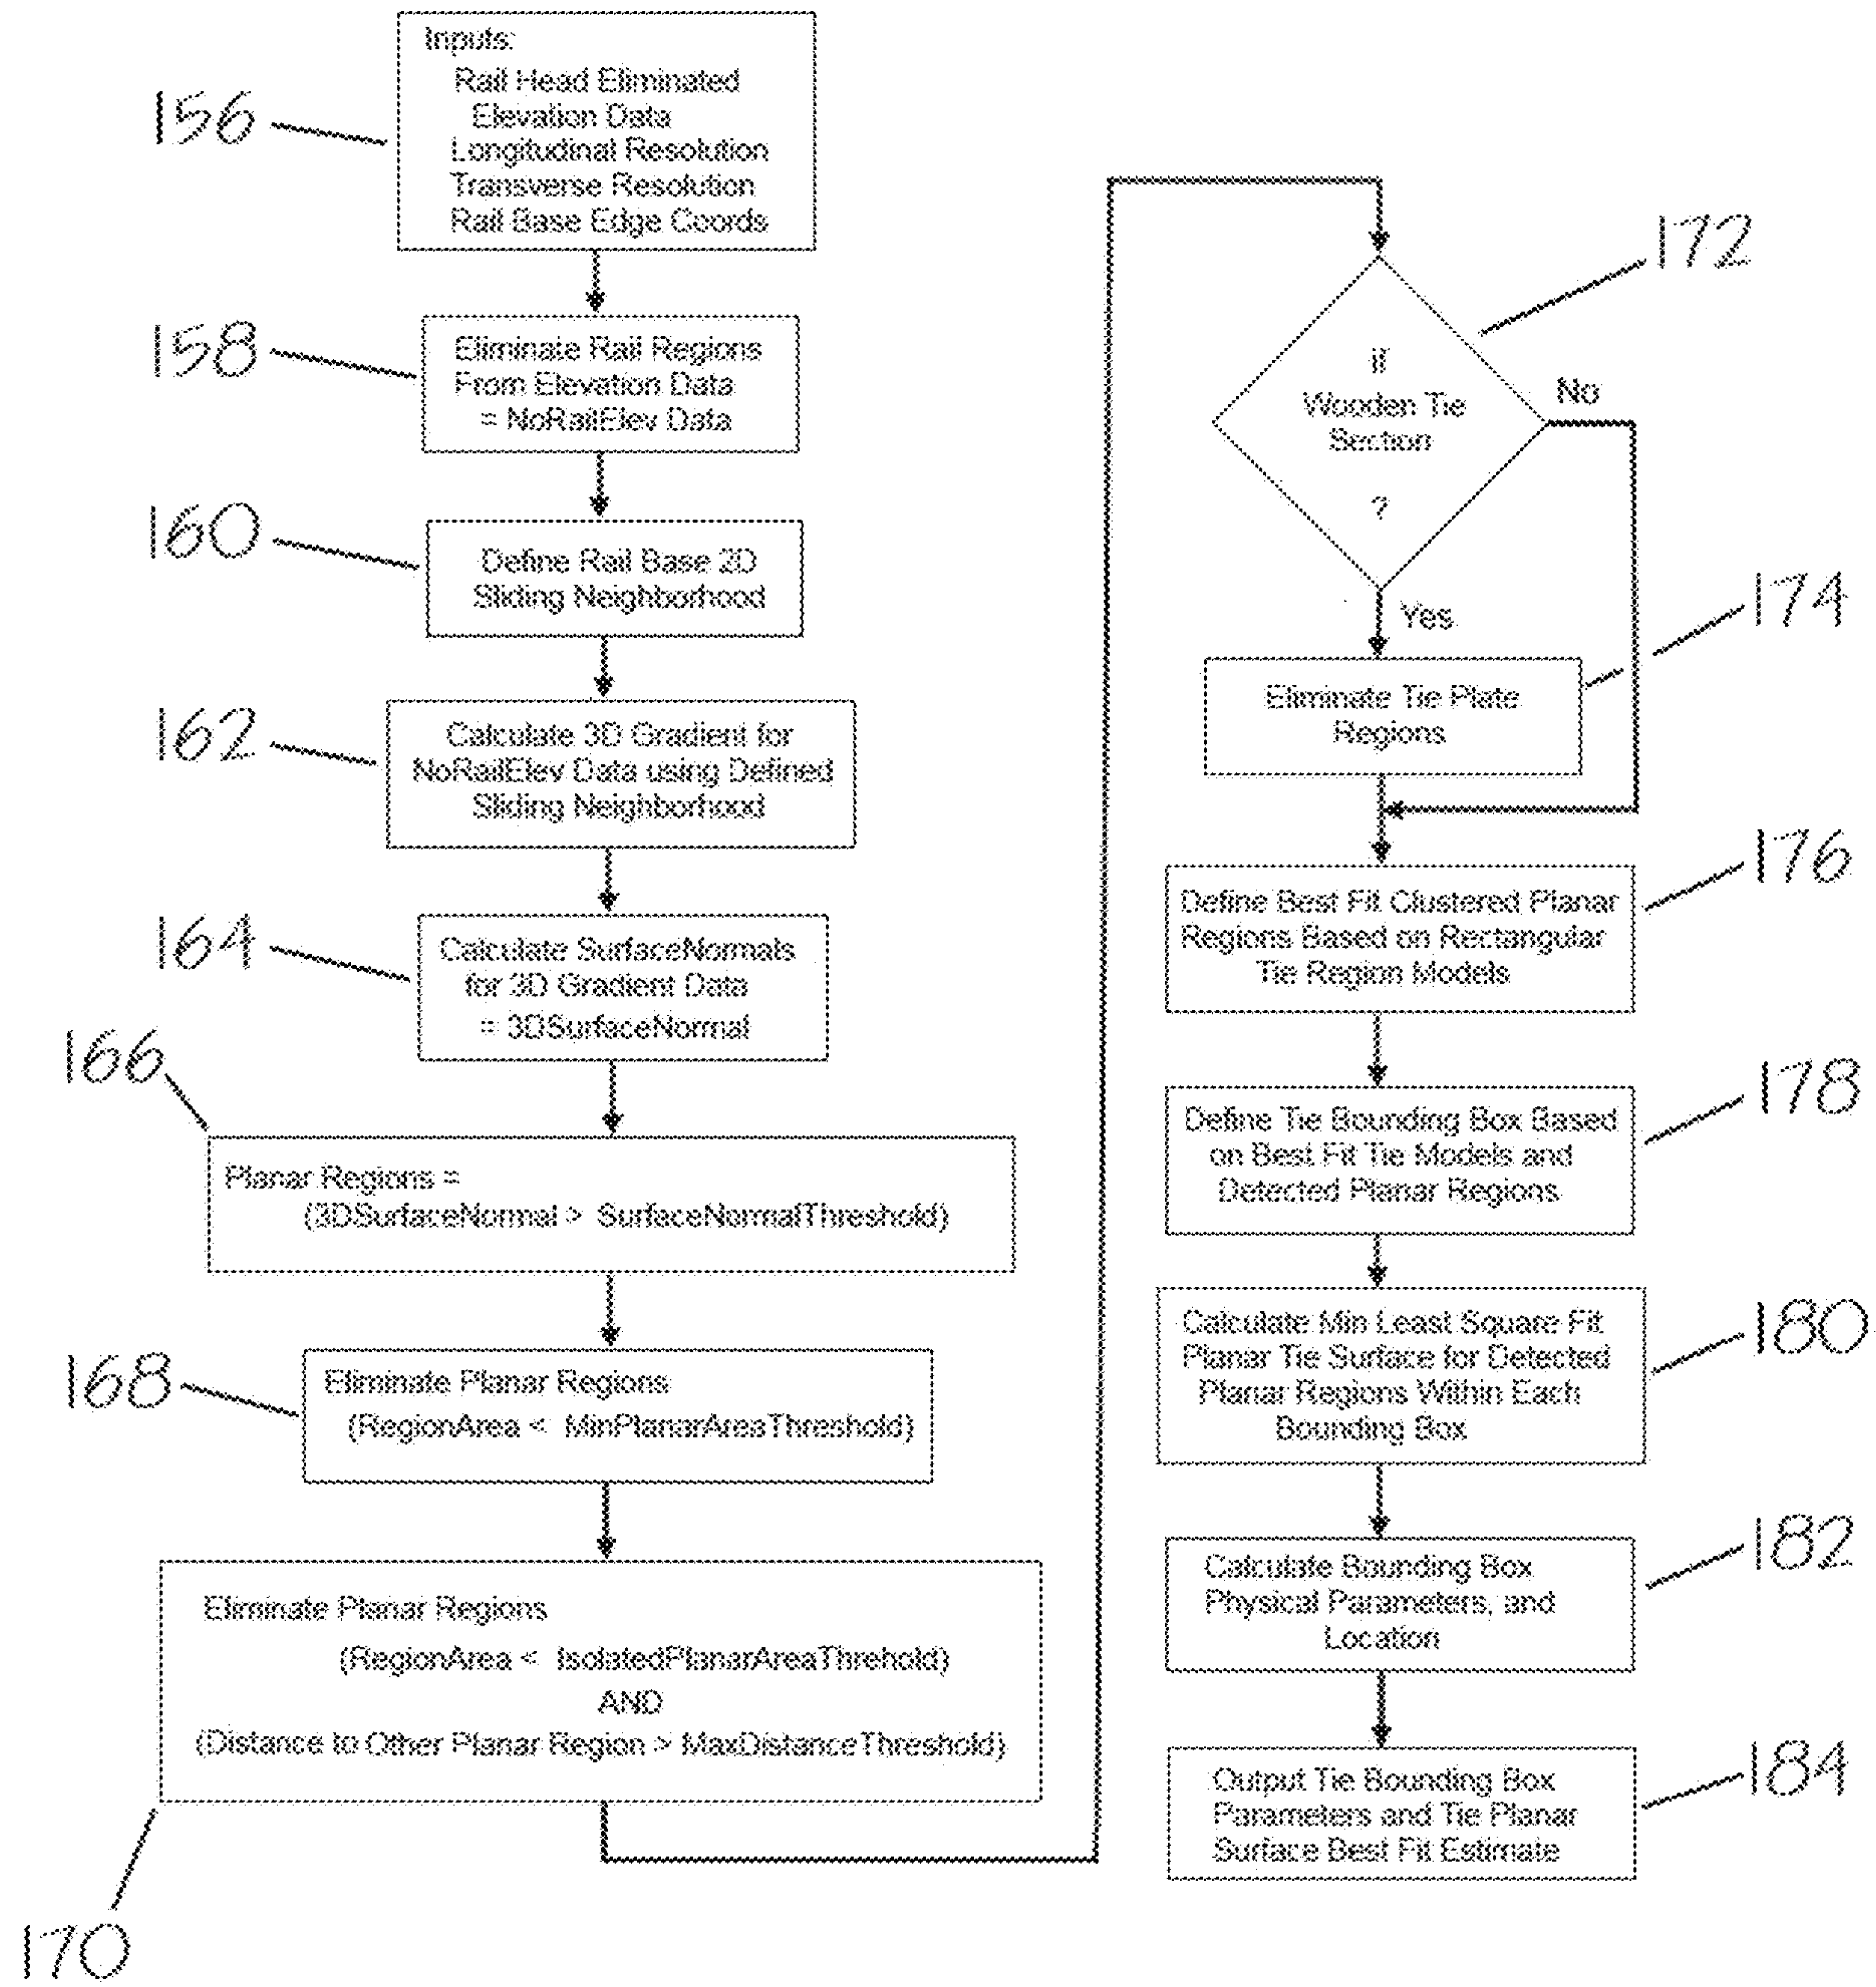 156
Inputs:
Rail Head Eliminated
Elevation Data
Longitudinal Resolution
Transverse Resolution
Rail Base Edge Coords
158
Eliminate Rail Regions
From Elevation Data
= NoRailElev Data
160
Define Rail Base 2D
Sliding Neighborhood
162
Calculate 3D Gradient for
NoRailElev Data using Defined
Sliding Neighborhood
164
Calculate SurfaceNormals
for 3D Gradient Data
= 3DSurfaceNormal
166
Planar Regions =
(3DSurfaceNormal > SurfaceNormalThreshold)
168
Eliminate Planar Regions
(RegionArea < MinPlanarAreaThreshold)
170
Eliminate Planar Regions
(RegionArea < IsolatedPlanarAreaThrehold)
AND
(Distance to Other Planar Region > MaxDistanceThreshold)
172
if
Wooden Tie
Section
?
No
Yes
174
Eliminate Tie Plate
Regions
176
Define Best Fit Clustered Planar
Regions Based on Rectangular
Tie Region Models
178
Define Tie Bounding Box Based
on Best Fit Tie Models and
Detected Planar Regions
180
Calculate Min Least Square Fit
Planar Tie Surface for Detected
Planar Regions Within Each
Bounding Box
182
Calculate Bounding Box
Physical Parameters, and
Location
184
Output Tie Bounding Box
Parameters and Tie Planar
Surface Best Fit Estimate